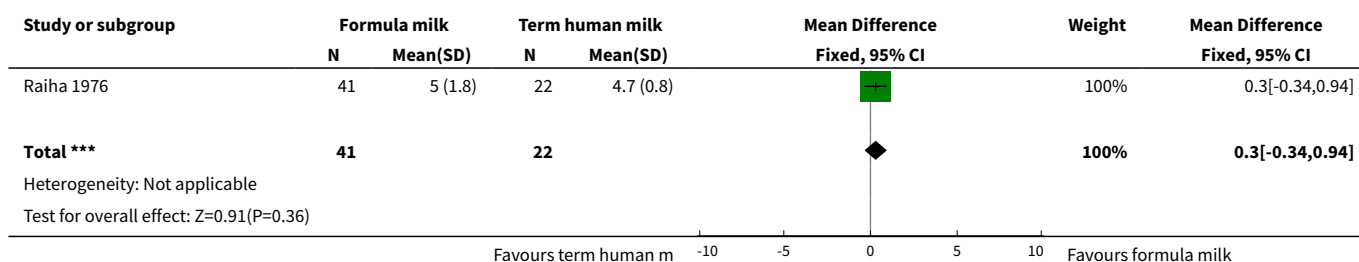 Study or subgroup Formula milk Term human milk Mean Difference Weight Mean Difference
N Mean(SD) N Mean(SD) Fixed, 95% CI Fixed, 95% CI
Raiha 1976 41 5 (1.8) 22 4.7 (0.8) 100% 0.3[-0.34,0.94]
Total *** 41 22 100% 0.3[-0.34,0.94]
Heterogeneity: Not applicable
Test for overall effect: Z=0.91(P=0.36)
Favours term human m -10 -5 0 5 10 Favours formula milk